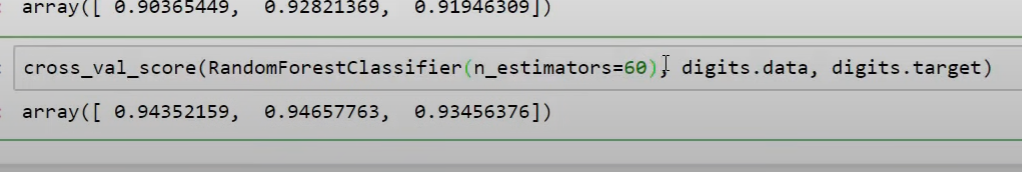 array([ 0.90365449,  0.92821369,  0.91946309])
cross_val_score(RandomForestClassifier(n_estimators=60), digits.data, digits.target)
array([ 0.94352159,  0.94657763,  0.93456376])